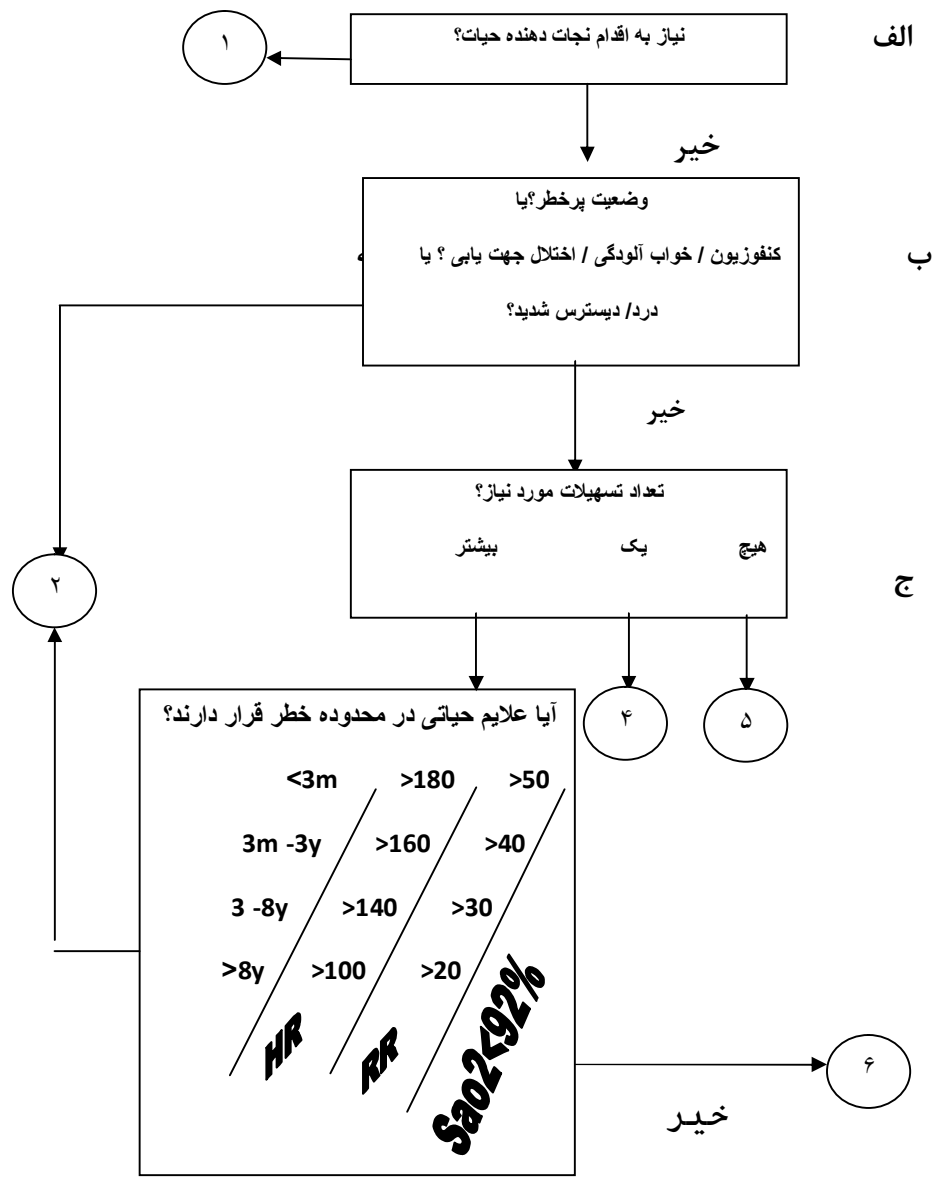 نیاز به اقدام نجات دهنده حیات؟
الف
۱
خیر
وضعیت پرخطر؟یا
کنفوزیون / خواب آلودگی / اختلال جهت یابی ؟ یا
درد/ دیسترس شدید؟
ب
خیر
تعداد تسهیلات مورد نیاز؟
هیچ یک بیشتر
ج
۲
۴
۵
آیا علایم حیاتی در محدوده خطر قرار دارند؟
<3m >180 >50
3m -3y >160 >40
3 -8y >140 >30
>8y >100 >20
HR RR Sao2<92%
خیر
۶